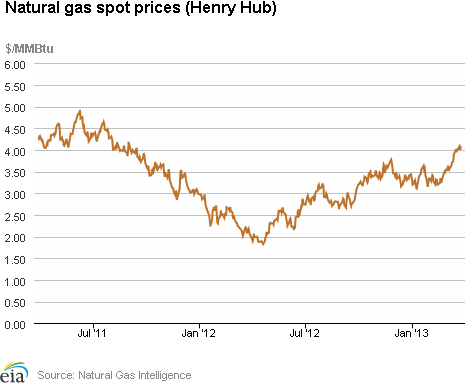 Natural gas spot prices (Henry Hub)
$/MMBtu
6.00
5.50
5.00
4.50
4.00
3.50
3.00
2.50
2.00
1.50
1.00
0.50
0.00
Jul '11
Jan '12
Jul '12
Jan '13
eia
Source: Natural Gas Intelligence